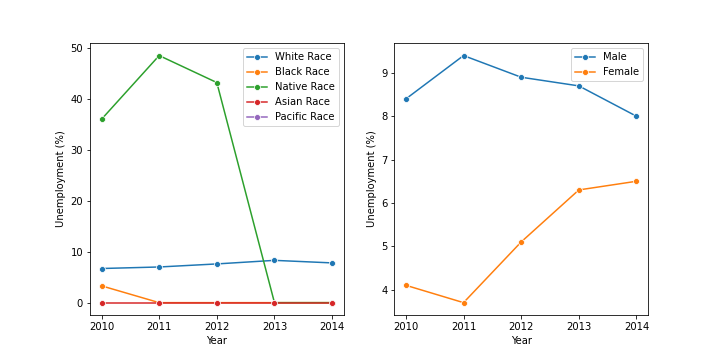 50
40
30
20
10
0
Unemployment (%)
2010 2011 2012 2013 2014
Year
White Race
Black Race
Native Race
Asian Race
Pacific Race
9
8
7
6
5
4
Unemployment (%)
2010 2011 2012 2013 2014
Year
Male
Female